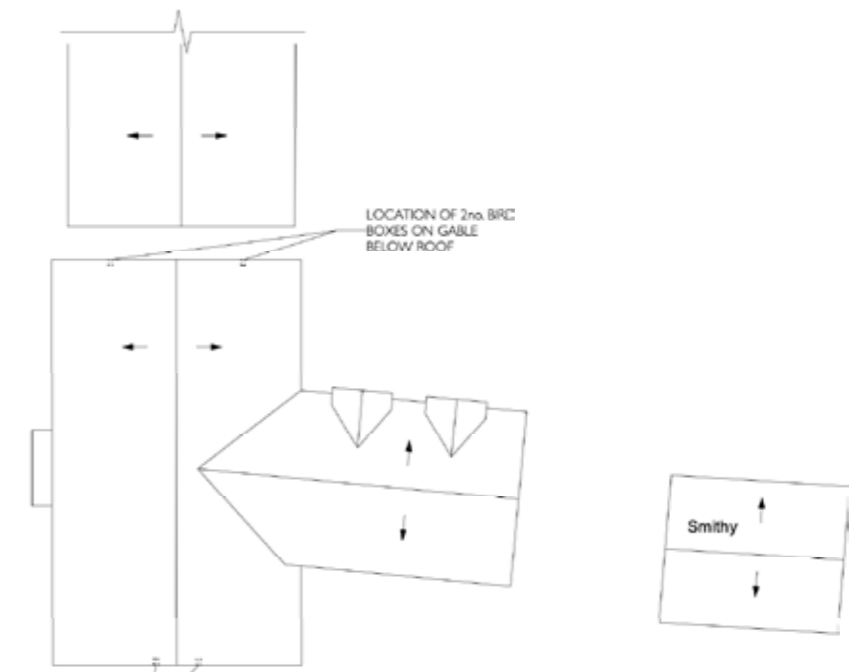 LOCATION OF 2no. BIRD
BOXES ON GABLE
BELOW ROOF
Smithy